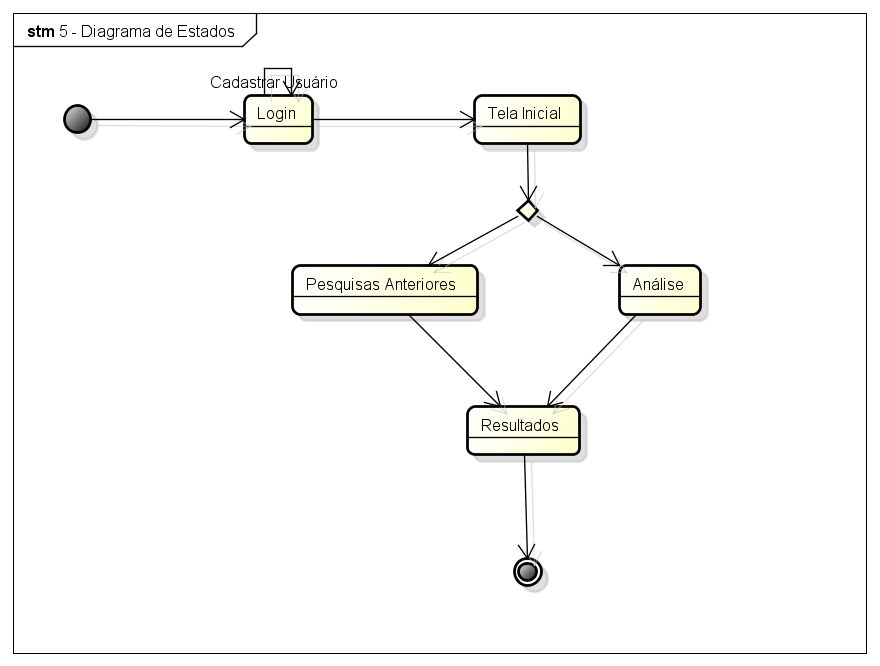 stm 5 - Diagrama de Estados
Cadastrar Usuário
Login
Tela Inicial
Pesquisas Anteriores
Análise
Resultados